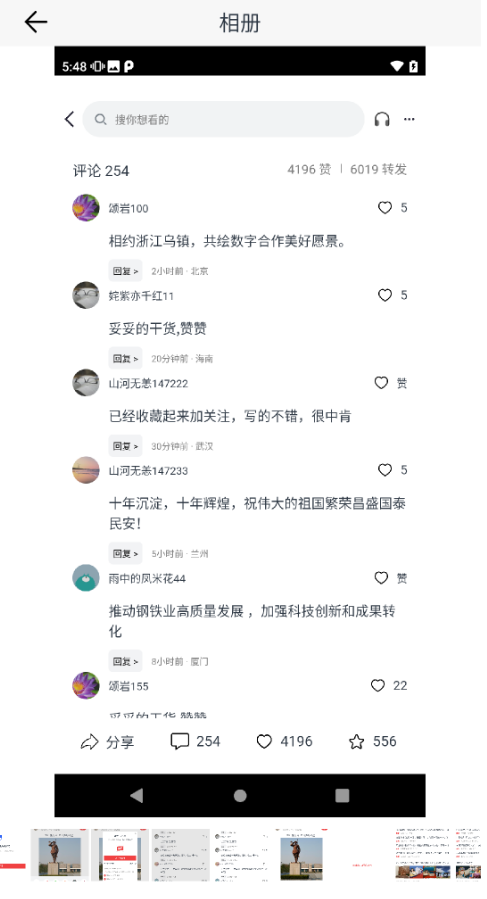 相册
5:48
搜你想看的
评论 254
4196 赞 | 6019 转发
颂岩100
5
相约浙江乌镇，共绘数字合作美好愿景。
回复 >
2小时前 · 北京
姹紫亦千红11
5
妥妥的干货,赞赞
回复 >
20分钟前 · 海南
山河无恙147222
赞
已经收藏起来加关注，写的不错，很中肯
回复 >
30分钟前 · 武汉
山河无恙147233
5
十年沉淀，十年辉煌，祝伟大的祖国繁荣昌盛国泰
民安！
回复 >
5小时前 · 兰州
雨中的凤米花44
赞
推动钢铁业高质量发展 ，加强科技创新和成果转
化
回复 >
8小时前 · 厦门
颂岩155
22
妥妥的干货,赞赞
分享
254
4196
556